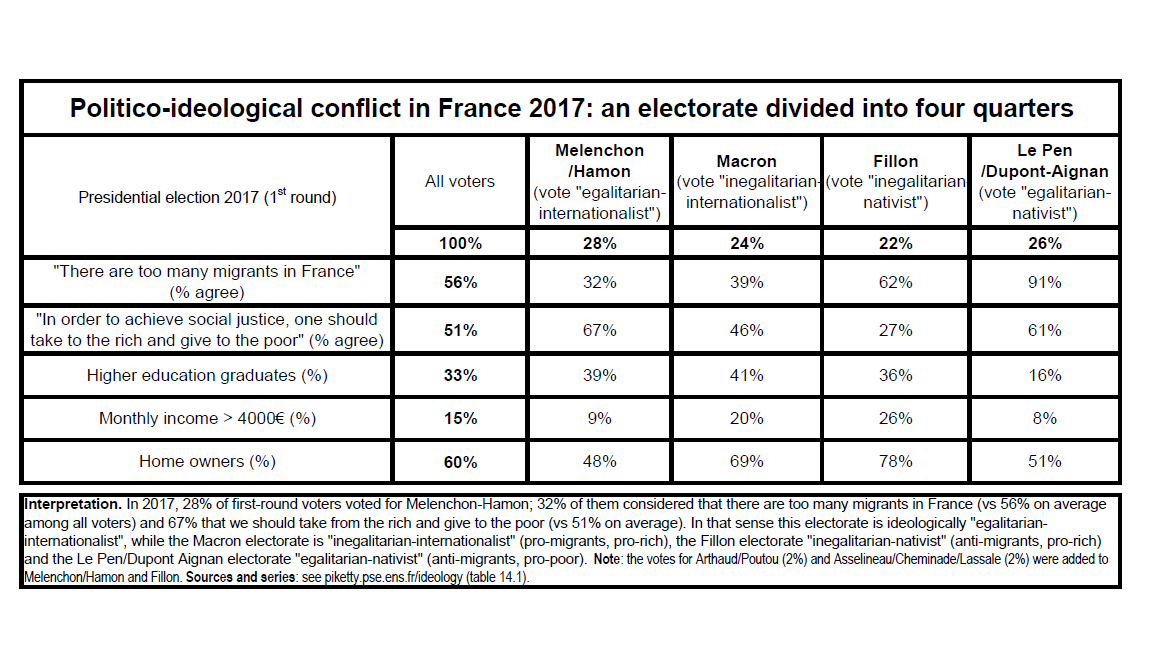 Politico-ideological conflict in France 2017: an electorate divided into four quarters
Presidential election 2017 (1st round)
All voters
Melenchon
/Hamon
(vote "egalitarian-
internationalist")
Macron
(vote "inegalitarian-
internationalist")
Fillon
(vote "inegalitarian-
nativist")
Le Pen
/Dupont-Aignan
(vote "egalitarian-
nativist")
100% 28% 24% 22% 26%
"There are too many migrants in France"
(% agree)
56% 32% 39% 62% 91%
"In order to achieve social justice, one should
take to the rich and give to the poor" (% agree)
51% 67% 46% 27% 61%
Higher education graduates (%) 33% 39% 41% 36% 16%
Monthly income > 4000€ (%) 15% 9% 20% 26% 8%
Home owners (%) 60% 48% 69% 78% 51%
Interpretation. In 2017, 28% of first-round voters voted for Melenchon-Hamon; 32% of them considered that there are too many migrants in France (vs 56% on average
among all voters) and 67% that we should take from the rich and give to the poor (vs 51% on average). In that sense this electorate is ideologically "egalitarian-
internationalist", while the Macron electorate is "inegalitarian-internationalist" (pro-migrants, pro-rich), the Fillon electorate "inegalitarian-nativist" (anti-migrants, pro-rich)
and the Le Pen/Dupont Aignan electorate "egalitarian-nativist" (anti-migrants, pro-poor). Note: the votes for Arthaud/Poutou (2%) and Asselineau/Cheminade/Lassale (2%) were added to
Melenchon/Hamon and Fillon. Sources and series: see piketty.pse.ens.fr/ideology (table 14.1).